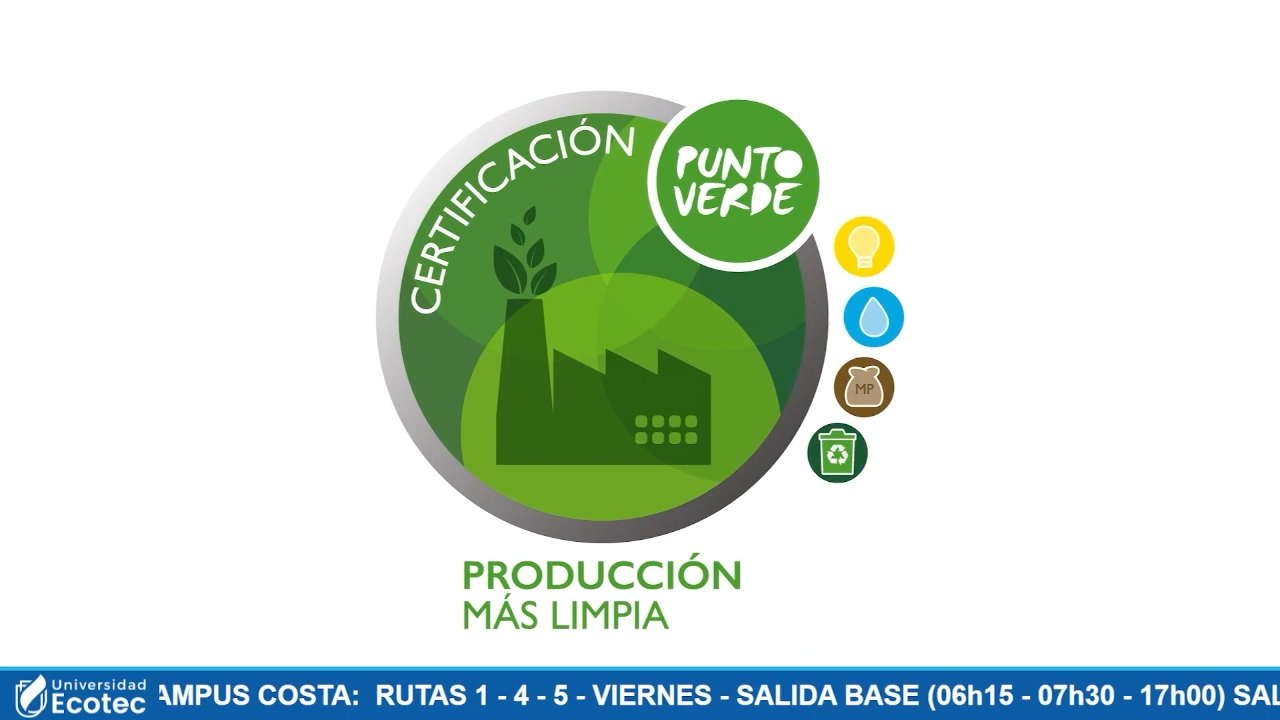 CERTIFICACIÓN
PUNTO
VERDE
MP
PRODUCCIÓN
MÁS LIMPIA
Universidad
Ecotec
AMPUS COSTA: RUTAS 1 - 4 - 5 - VIERNES - SALIDA BASE (06h15 - 07h30 - 17h00) SAL